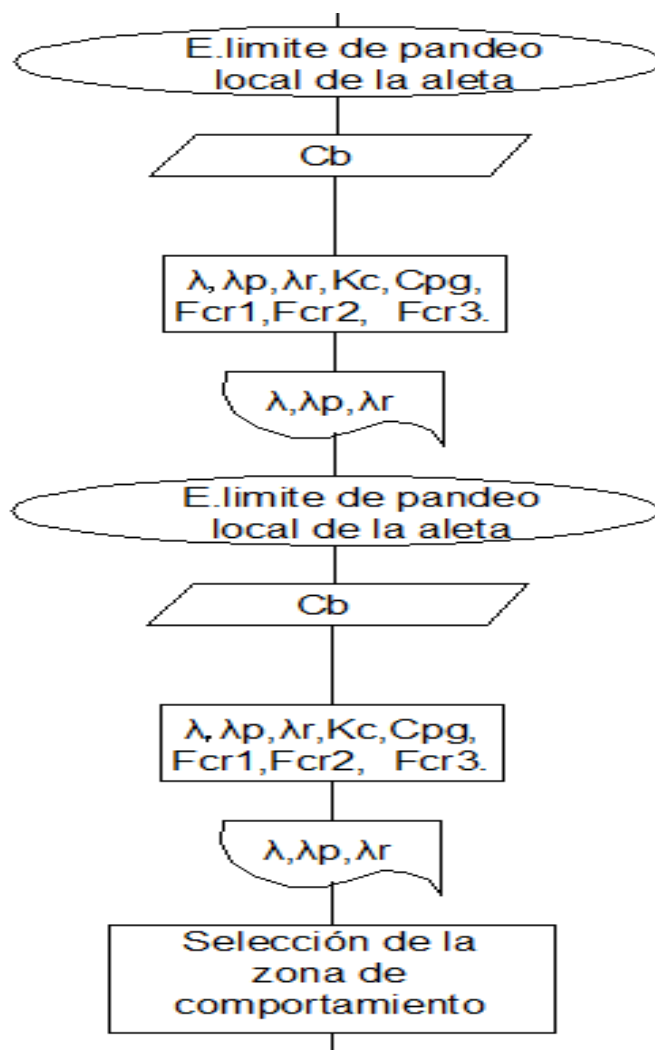 E.limite de pandeo
local de la aleta
Cb
λ, λp, λr, Kc, Cpg,
Fcr1,Fcr2, Fcr3.
λ,λp, λr
E.limite de pandeo
local de la aleta
Cb
λ, λp, λr, Kc, Cpg,
Fcr1,Fcr2, Fcr3.
λ,λp, λr
Selección de la
zona de
comportamiento